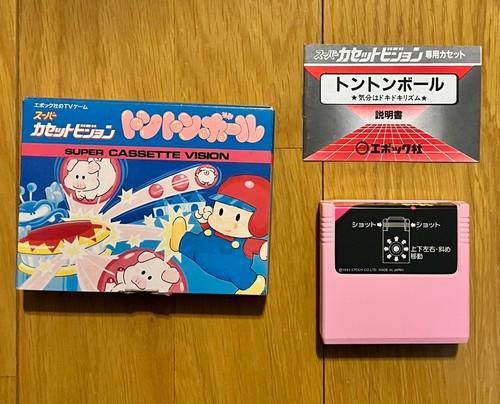 エポック社のTVゲーム
スーパー
カセットビジョン
トントンボール
SUPER CASSETTE VISION
スーパーカセットビジョン専用カセット
トントンボール
★気分はドキドキリズム★
説明書
エポック社
ショット ショット
上下左右・斜め
移動
MADE IN JAPAN